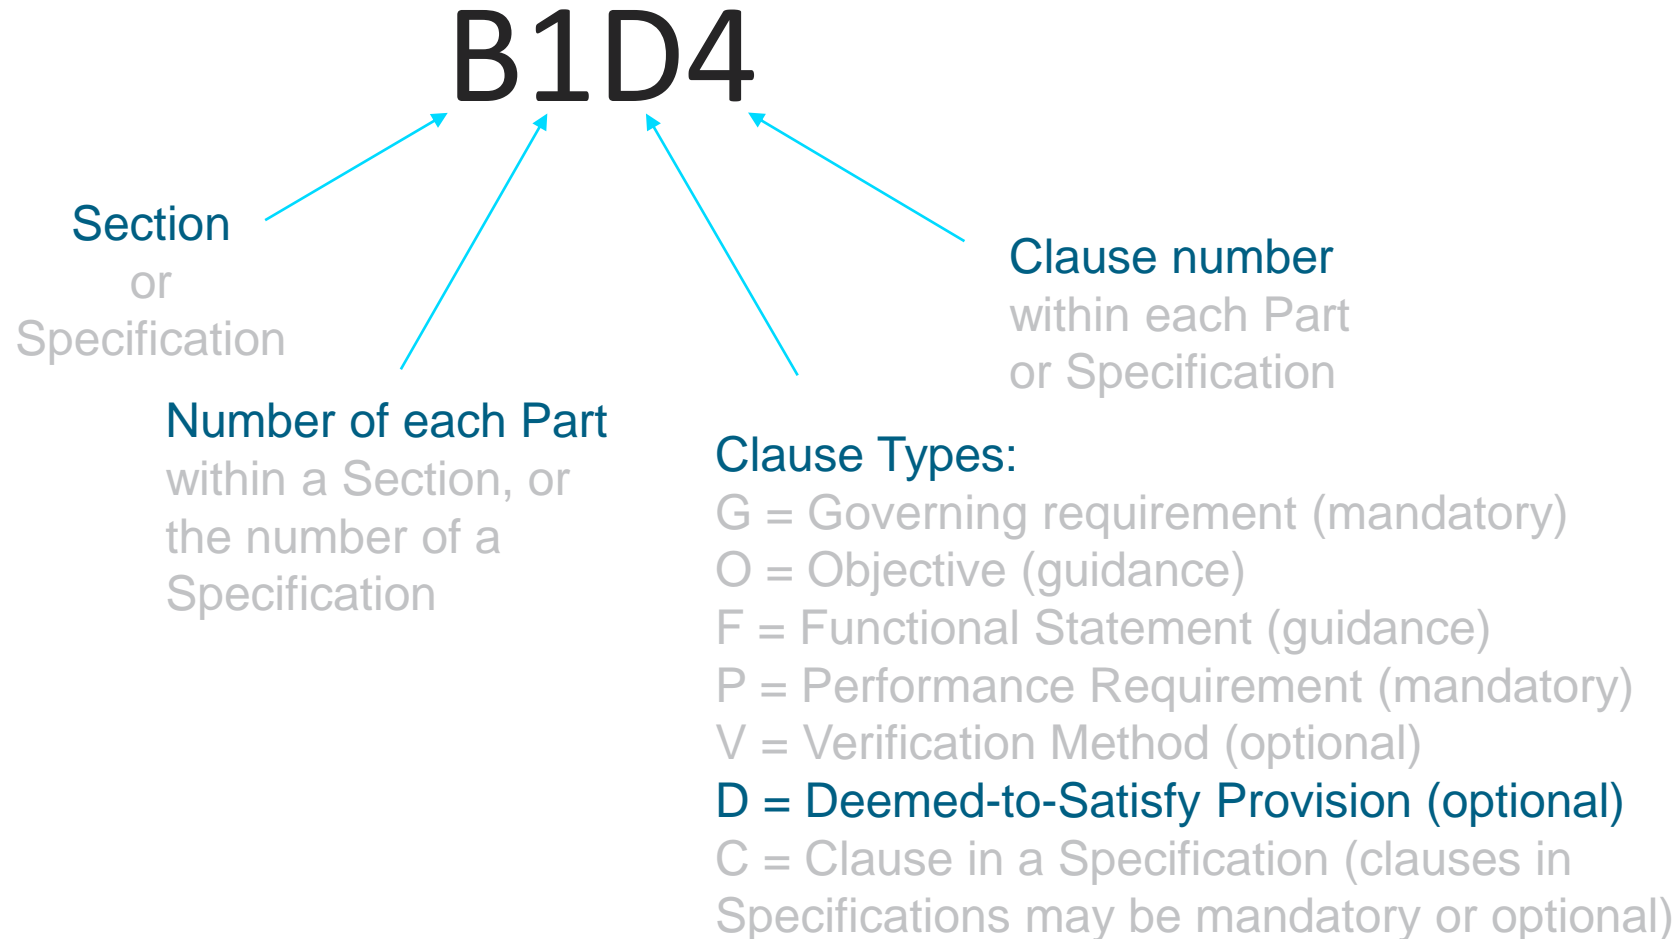 B1D4
Section
or
Specification
Number of each Part
within a Section, or
the number of a
Specification
Clause Types:
G = Governing requirement (mandatory)
O = Objective (guidance)
F = Functional Statement (guidance)
P = Performance Requirement (mandatory)
V = Verification Method (optional)
D = Deemed-to-Satisfy Provision (optional)
C = Clause in a Specification (clauses in
Specifications may be mandatory or optional)
Clause number
within each Part
or Specification